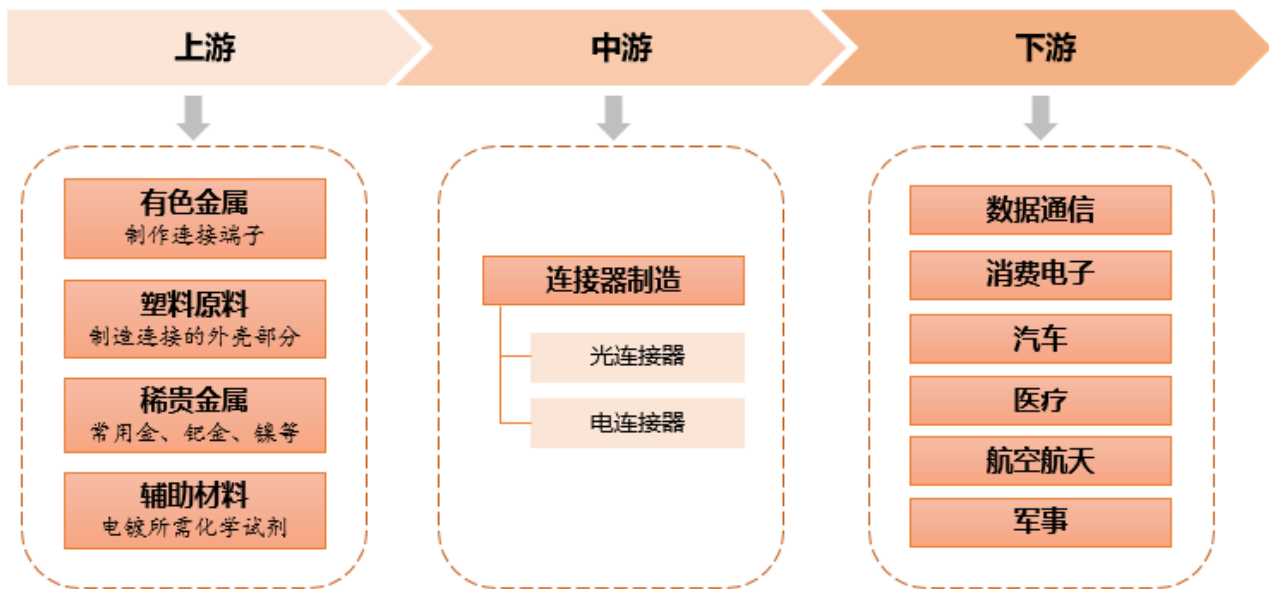 上游
中游
下游
有色金属
制作连接端子
塑料原料
制造连接的外壳部分
稀贵金属
常用金、钯金、镍等
辅助材料
电镀所需化学试剂
连接器制造
光连接器
电连接器
数据通信
消费电子
汽车
医疗
航空航天
军事